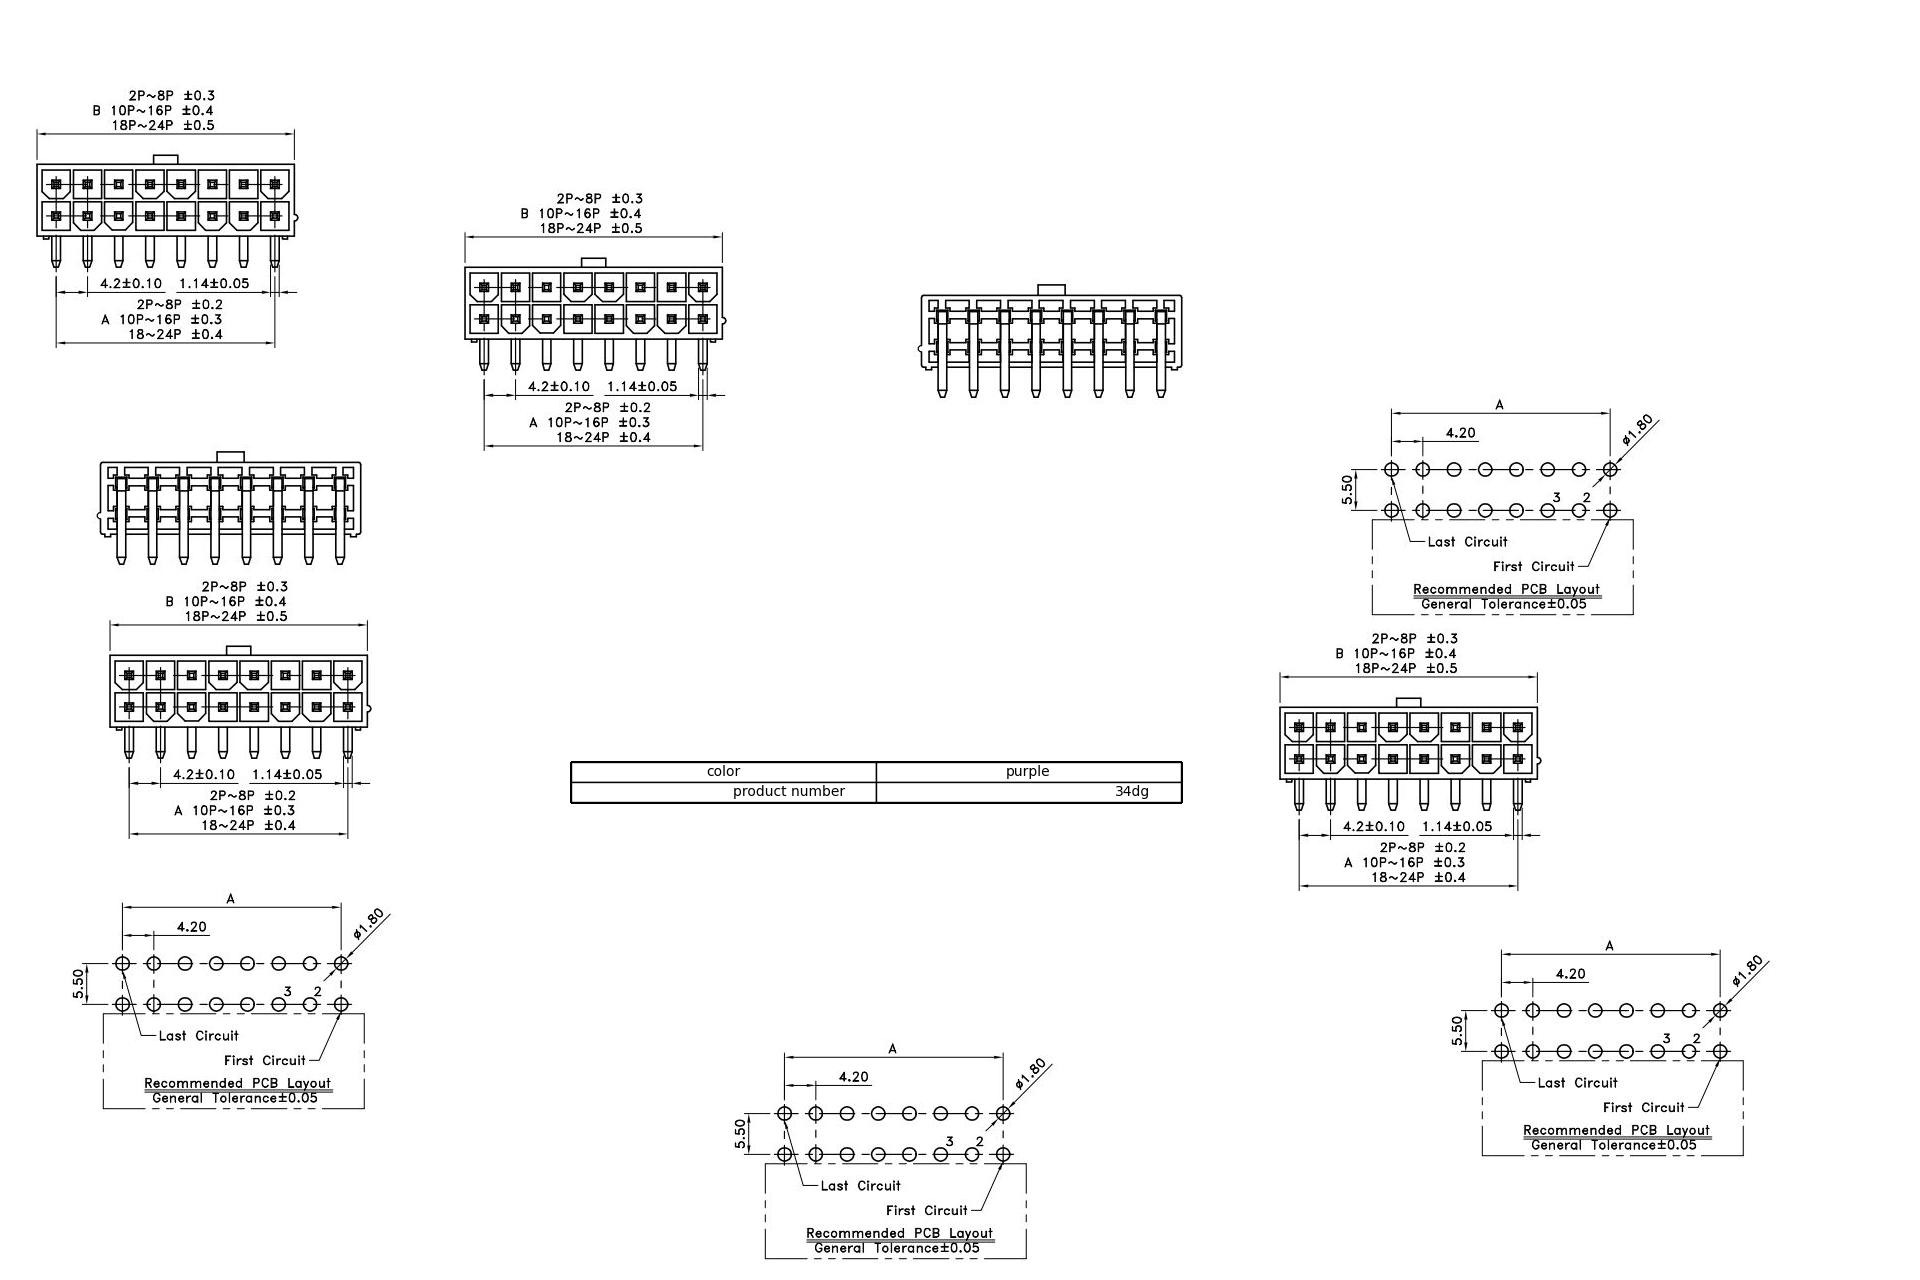 2P~8P ±0.3
B 10P~16P ±0.4
18P~24P ±0.5
4.2±0.10 1.14±0.05
2P~8P ±0.2
A 10P~16P ±0.3
18~24P ±0.4
2P~8P ±0.3
B 10P~16P ±0.4
18P~24P ±0.5
4.2±0.10 1.14±0.05
2P~8P ±0.2
A 10P~16P ±0.3
18~24P ±0.4
A
4.20
ø1.80
5.50
3 2
Last Circuit
First Circuit
Recommended PCB Layout
General Tolerance±0.05
2P~8P ±0.3
B 10P~16P ±0.4
18P~24P ±0.5
4.2±0.10 1.14±0.05
2P~8P ±0.2
A 10P~16P ±0.3
18~24P ±0.4
2P~8P ±0.3
B 10P~16P ±0.4
18P~24P ±0.5
4.2±0.10 1.14±0.05
2P~8P ±0.2
A 10P~16P ±0.3
18~24P ±0.4
color purple
product number 34dg
A
4.20
ø1.80
5.50
3 2
Last Circuit
First Circuit
Recommended PCB Layout
General Tolerance±0.05
A
4.20
ø1.80
5.50
3 2
Last Circuit
First Circuit
Recommended PCB Layout
General Tolerance±0.05
A
4.20
ø1.80
5.50
3 2
Last Circuit
First Circuit
Recommended PCB Layout
General Tolerance±0.05